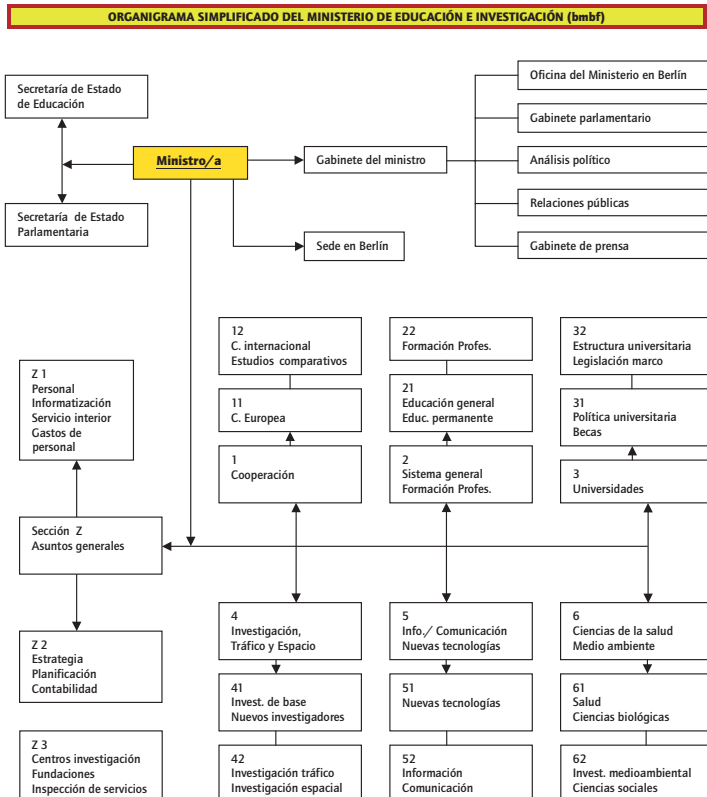 ORGANIGRAMA SIMPLIFICADO DEL MINISTERIO DE EDUCACIÓN E INVESTIGACIÓN (bmbf)
Secretaría de Estado
de Educación
Ministro/a
Secretaría de Estado
Parlamentaria
Gabinete del ministro
Sede en Berlín
Oficina del Ministerio en Berlín
Gabinete parlamentario
Análisis político
Relaciones públicas
Gabinete de prensa
Z 1
Personal
Informatización
Servicio interior
Gastos de
personal
Sección Z
Asuntos generales
Z 2
Estrategia
Planificación
Contabilidad
Z 3
Centros investigación
Fundaciones
Inspección de servicios
12
C. internacional
Estudios comparativos
11
C. Europea
1
Cooperación
22
Formación Profes.
21
Educación general
Educ. permanente
2
Sistema general
Formación Profes.
32
Estructura universitaria
Legislación marco
31
Política universitaria
Becas
3
Universidades
4
Investigación,
Tráfico y Espacio
41
Invest. de base
Nuevos investigadores
42
Investigación tráfico
Investigación espacial
5
Info./ Comunicación
Nuevas tecnologías
51
Nuevas tecnologías
52
Información
Comunicación
6
Ciencias de la salud
Medio ambiente
61
Salud
Ciencias biológicas
62
Invest. medioambiental
Ciencias sociales